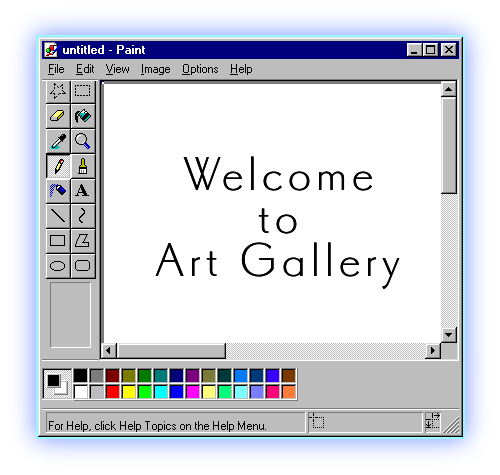 untitled - Paint
File Edit View Image Options Help
A
Welcome
to
Art Gallery
For Help, click Help Topics on the Help Menu.